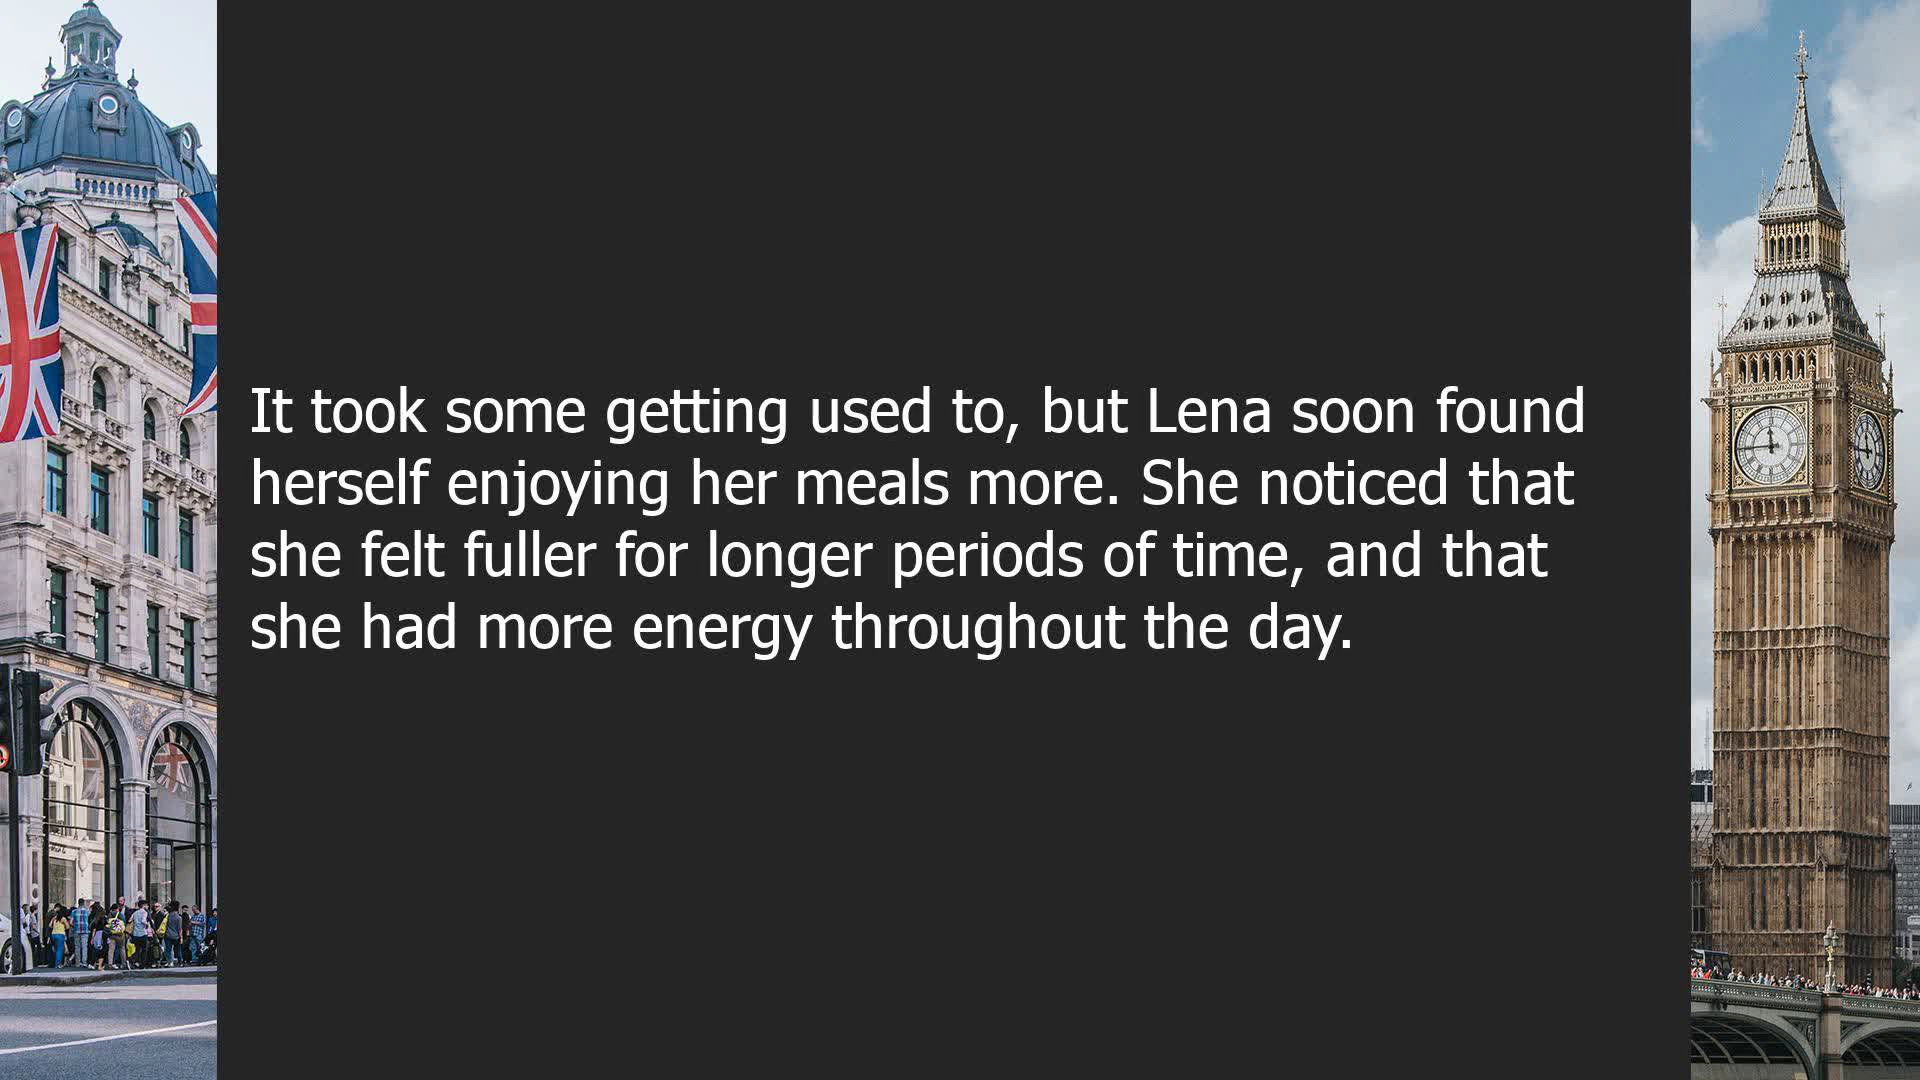 It took some getting used to, but Lena soon found
herself enjoying her meals more. She noticed that
she felt fuller for longer periods of time, and that
she had more energy throughout the day.